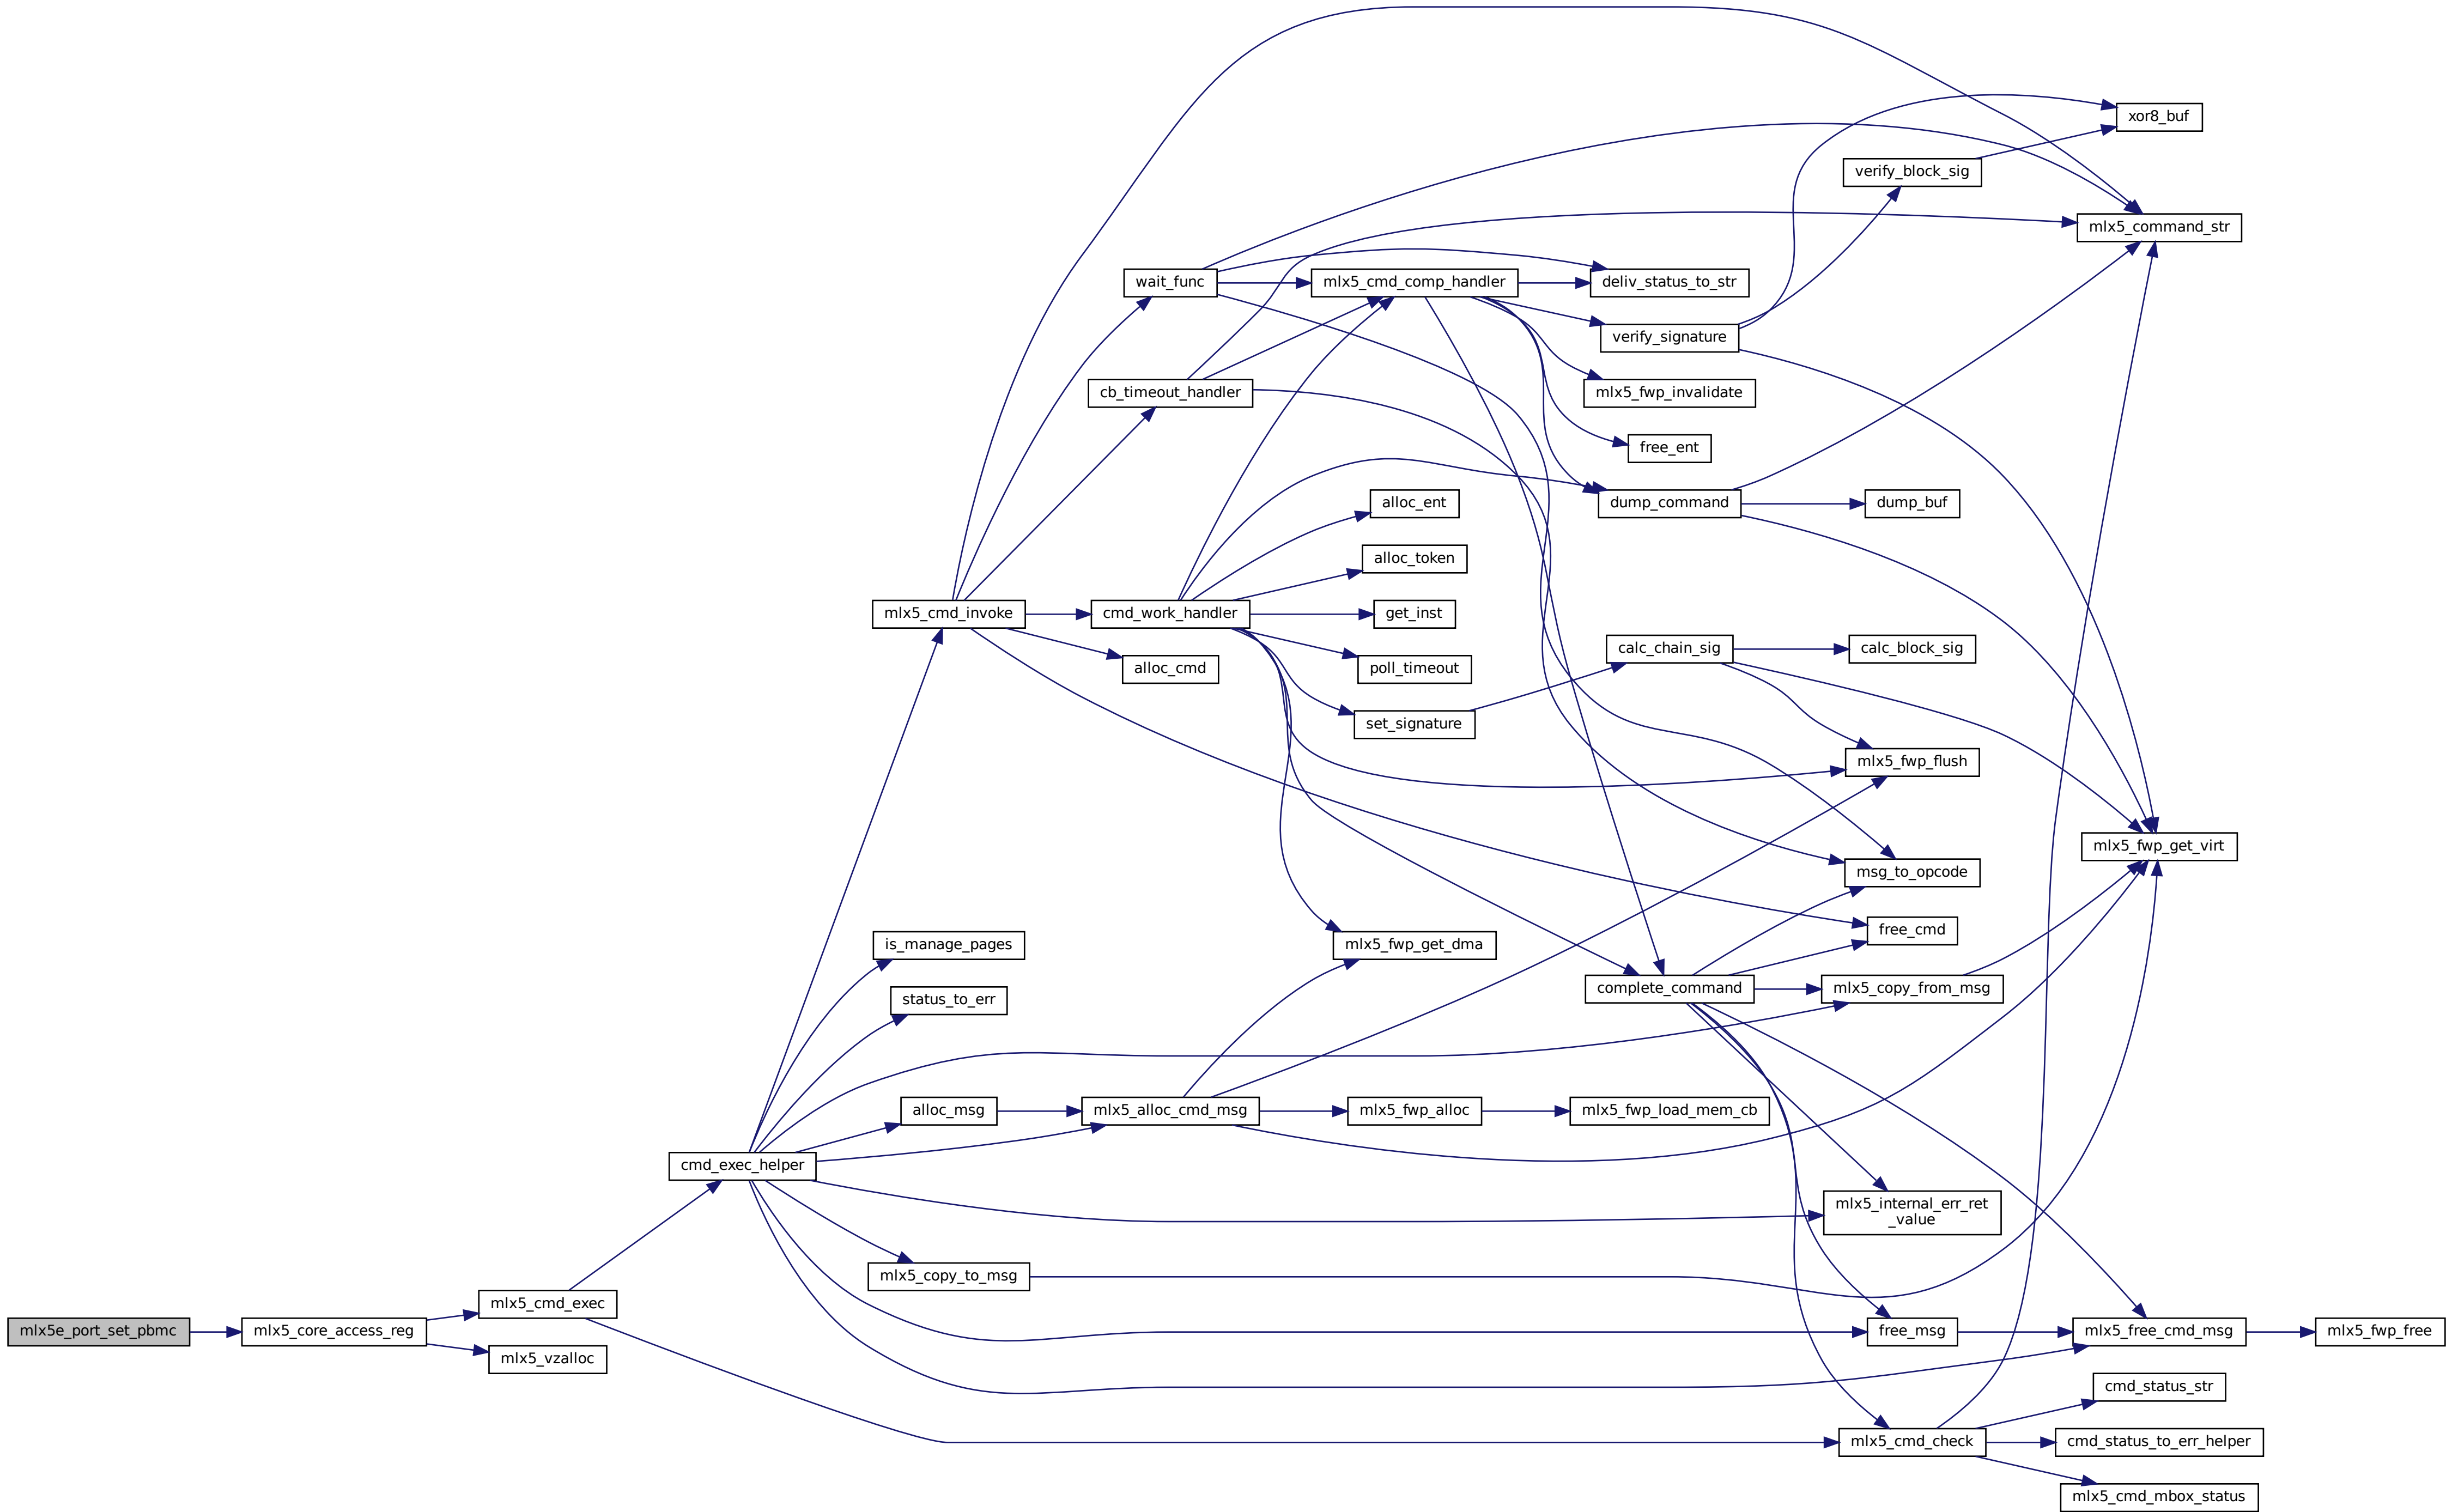 xor8_buf
verify_block_sig
mlx5_command_str
wait_func
mlx5_cmd_comp_handler
deliv_status_to_str
verify_signature
cb_timeout_handler
mlx5_fwp_invalidate
free_ent
alloc_ent
dump_command
dump_buf
alloc_token
mlx5_cmd_invoke
cmd_work_handler
get_inst
calc_chain_sig
calc_block_sig
alloc_cmd
poll_timeout
set_signature
mlx5_fwp_flush
mlx5_fwp_get_virt
msg_to_opcode
free_cmd
is_manage_pages
mlx5_fwp_get_dma
status_to_err
complete_command
mlx5_copy_from_msg
alloc_msg
mlx5_alloc_cmd_msg
mlx5_fwp_alloc
mlx5_fwp_load_mem_cb
cmd_exec_helper
mlx5_internal_err_ret
_value
mlx5_copy_to_msg
mlx5_cmd_exec
mlx5e_port_set_pbmc
mlx5_core_access_reg
free_msg
mlx5_free_cmd_msg
mlx5_fwp_free
mlx5_vzalloc
cmd_status_str
mlx5_cmd_check
cmd_status_to_err_helper
mlx5_cmd_mbox_status